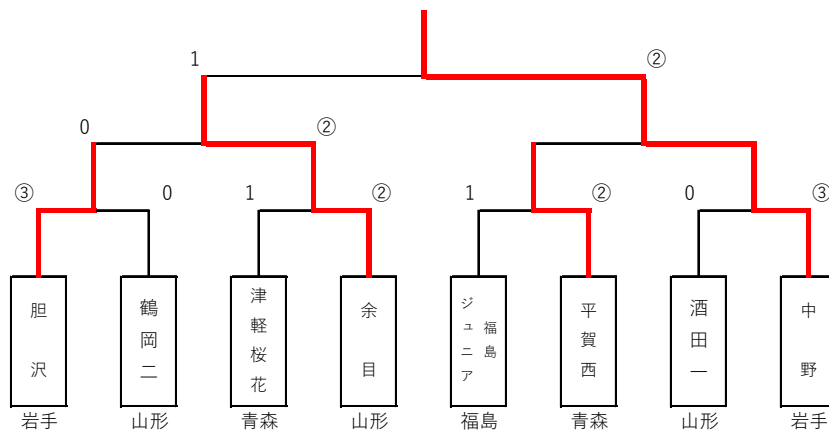 1
②
0
②
③
0
1
②
1
②
0
③
胆沢
鶴岡二
津軽桜花
余目
福島
ジュニア
平賀西
酒田一
中野
岩手
山形
青森
山形
福島
青森
山形
岩手